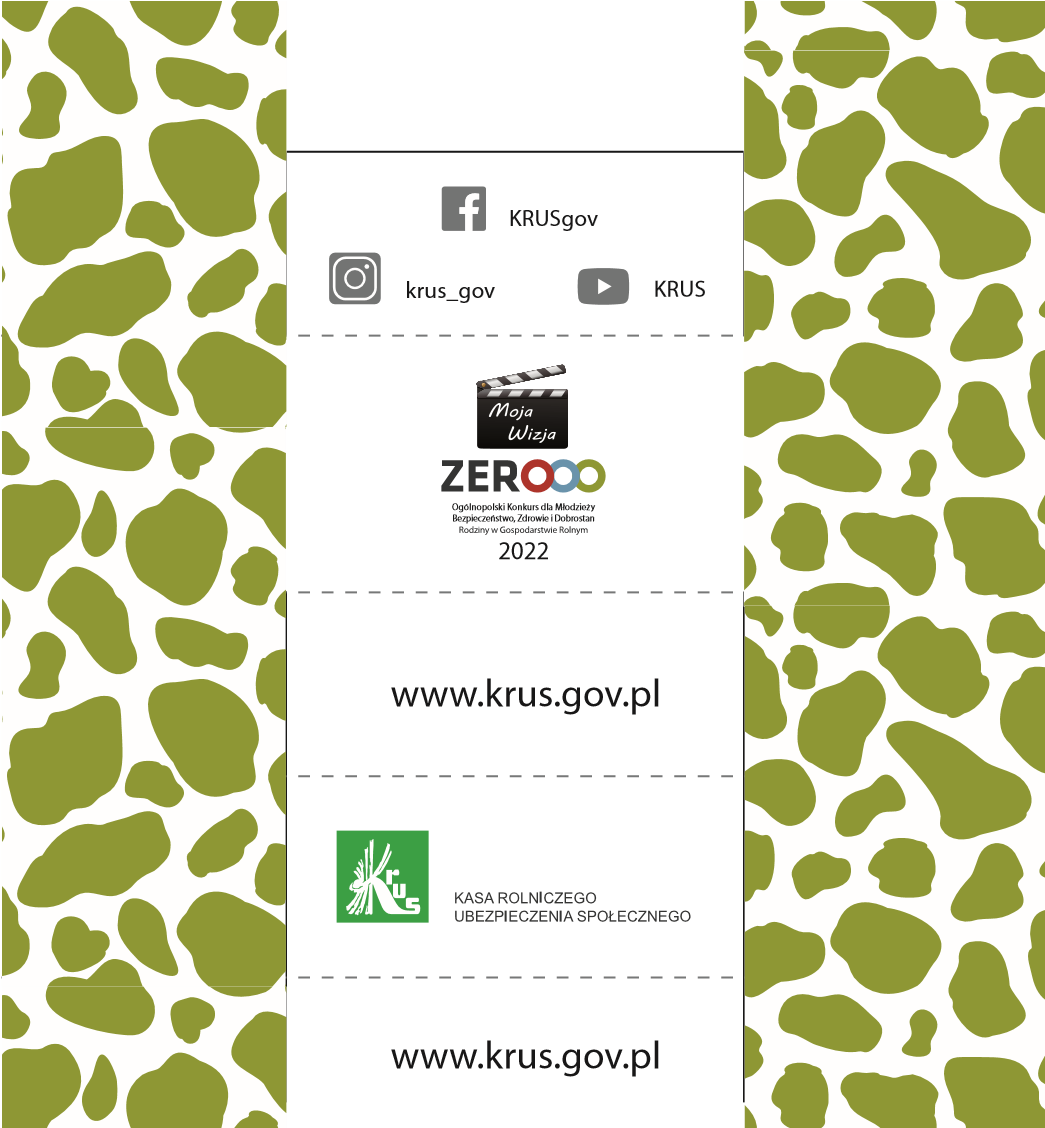 KRUSgov
krus_gov
KRUS
Moja
Wizja
ZEROOO
Ogólnopolski Konkurs dla Młodzieży
Bezpieczeństwo, Zdrowie i Dobrostan
Rodziny w Gospodarstwie Rolnym
2022
www.krus.gov.pl
Krus
KASA ROLNICZEGO
UBEZPIECZENIA SPOŁECZNEGO
www.krus.gov.pl